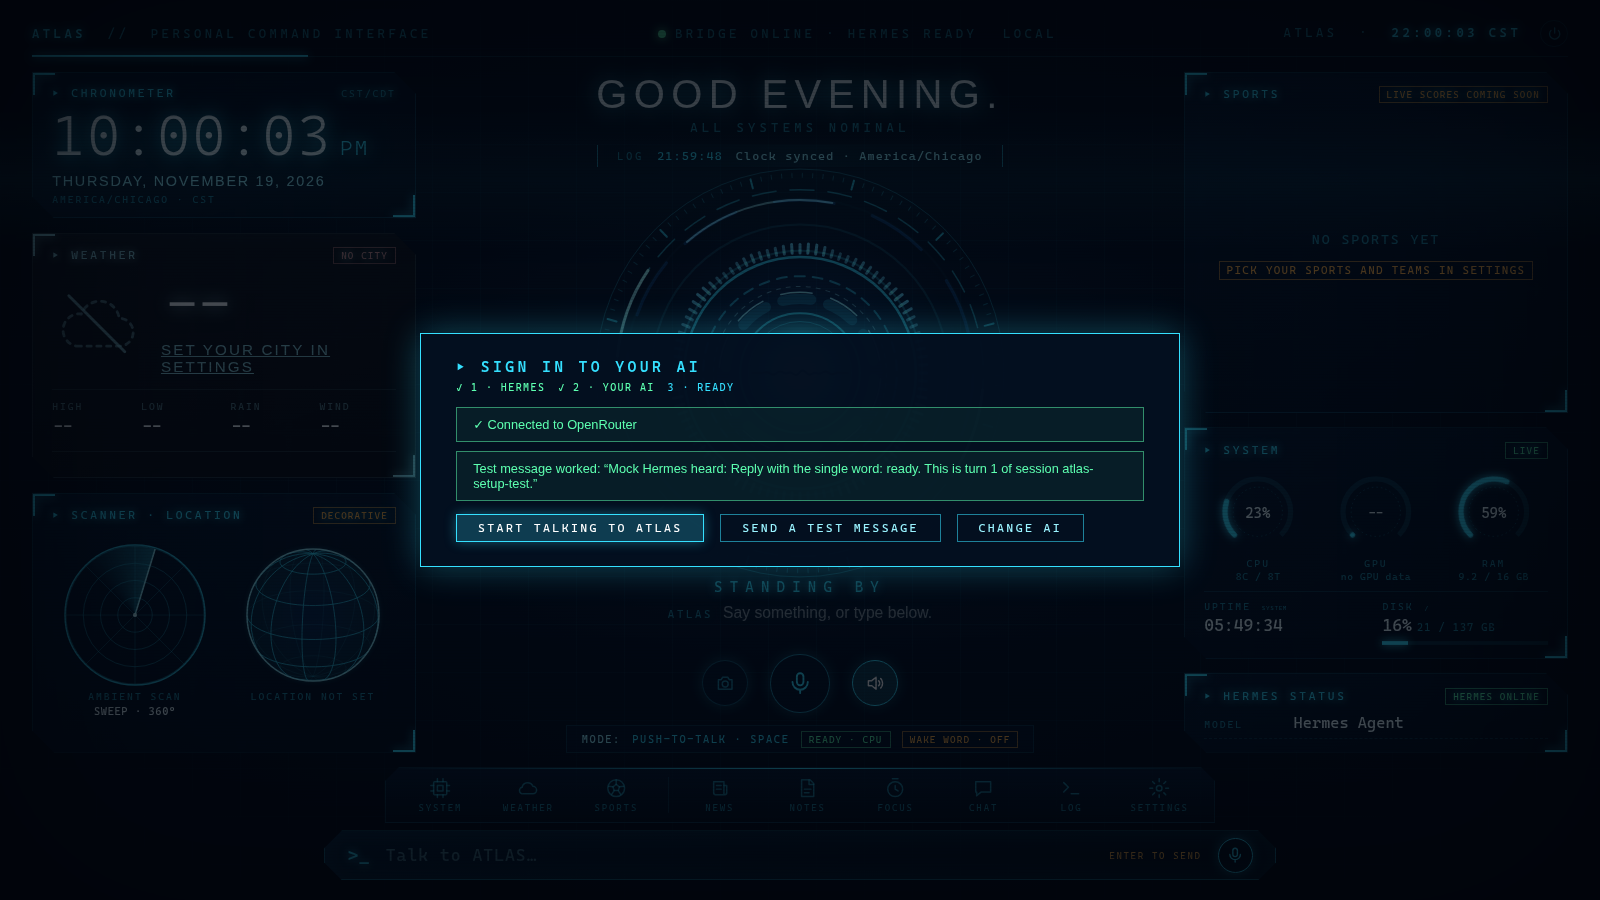 ATLAS // PERSONAL COMMAND INTERFACE
BRIDGE ONLINE · HERMES READY LOCAL
ATLAS · 22:00:03 CST
▸ CHRONOMETER CST/CDT
10:00:03 PM
THURSDAY, NOVEMBER 19, 2026
AMERICA/CHICAGO · CST
▸ WEATHER NO CITY
--
SET YOUR CITY IN
SETTINGS
HIGH LOW RAIN WIND
-- -- -- --
▸ SCANNER · LOCATION DECORATIVE
AMBIENT SCAN LOCATION NOT SET
SWEEP · 360°
GOOD EVENING.
ALL SYSTEMS NOMINAL
LOG 21:59:48 Clock synced · America/Chicago
▸ SIGN IN TO YOUR AI
✓ 1 · HERMES ✓ 2 · YOUR AI 3 · READY
✓ Connected to OpenRouter
Test message worked: “Mock Hermes heard: Reply with the single word: ready. This is turn 1 of session atlas-
setup-test.”
START TALKING TO ATLAS SEND A TEST MESSAGE CHANGE AI
STANDING BY
ATLAS Say something, or type below.
MODE: PUSH-TO-TALK · SPACE READY · CPU WAKE WORD · OFF
▸ SPORTS LIVE SCORES COMING SOON
NO SPORTS YET
PICK YOUR SPORTS AND TEAMS IN SETTINGS
▸ SYSTEM LIVE
23% -- 59%
CPU GPU RAM
8C / 8T no GPU data 9.2 / 16 GB
UPTIME SYSTEM DISK /
05:49:34 16% 21 / 137 GB
▸ HERMES STATUS HERMES ONLINE
MODEL Hermes Agent
SYSTEM WEATHER SPORTS NEWS NOTES FOCUS CHAT LOG SETTINGS
>_ Talk to ATLAS… ENTER TO SEND